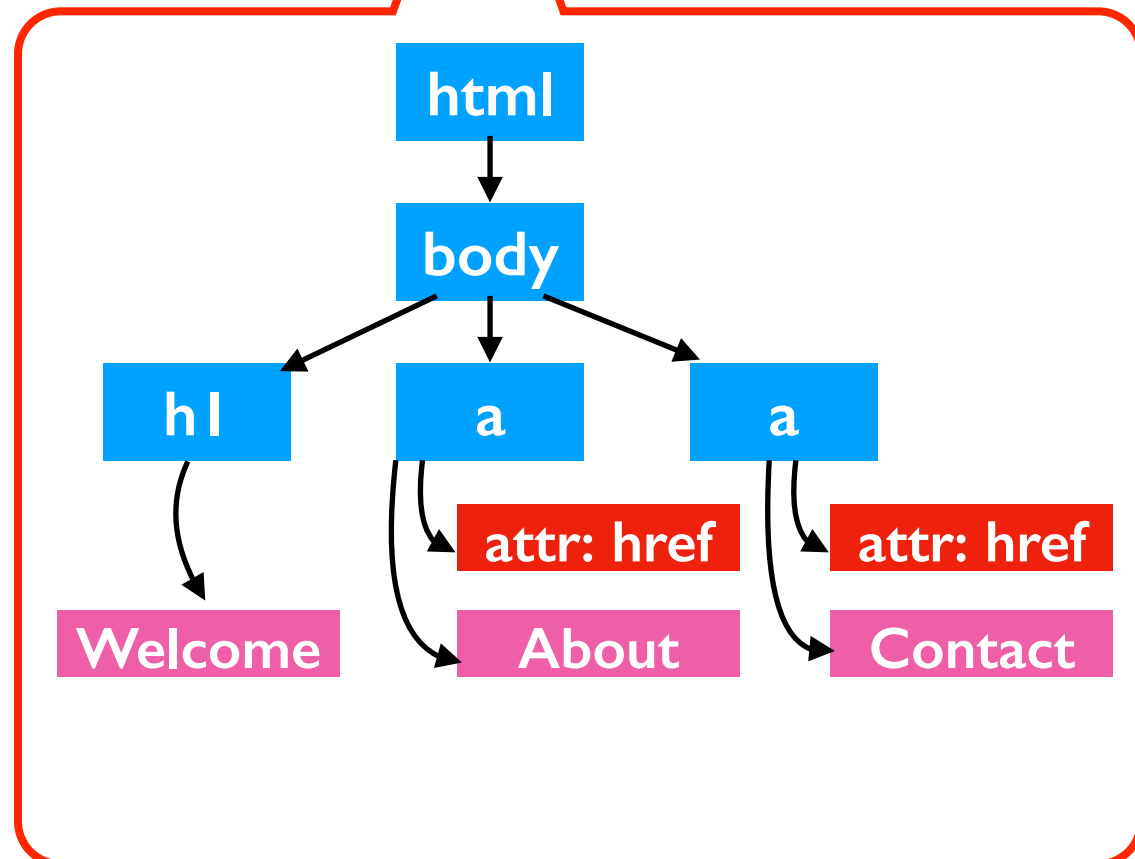 html
body
h1
a
a
attr: href
attr: href
Welcome
About
Contact